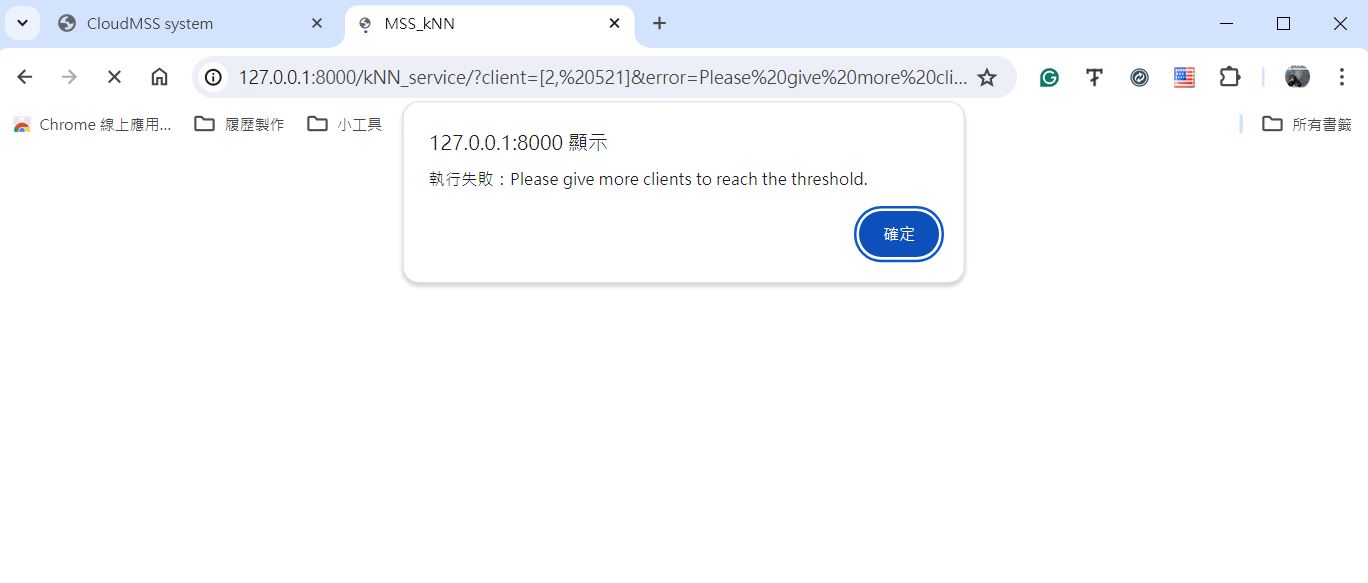 CloudMSS system
MSS_kNN
127.0.0.1:8000/kNN_service/?client=[2,%20521]&error=Please%20give%20more%20cli...
Chrome 線上應用...
履歷製作
小工具
所有書籤
127.0.0.1:8000 顯示
執行失敗：Please give more clients to reach the threshold.
確定